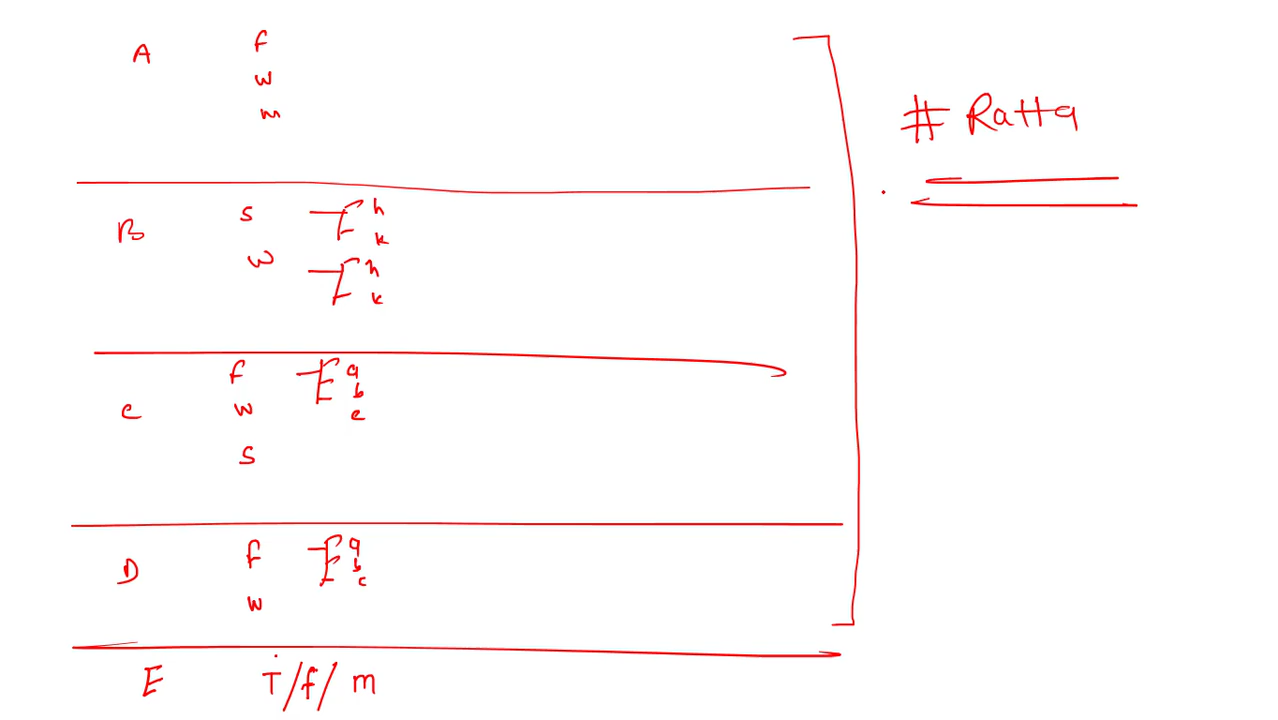 A f
w
m
# Ratta
B s E h
k
w E h
k
C f E a
w b
c
s
D f E a
b
w c
E T/f/m